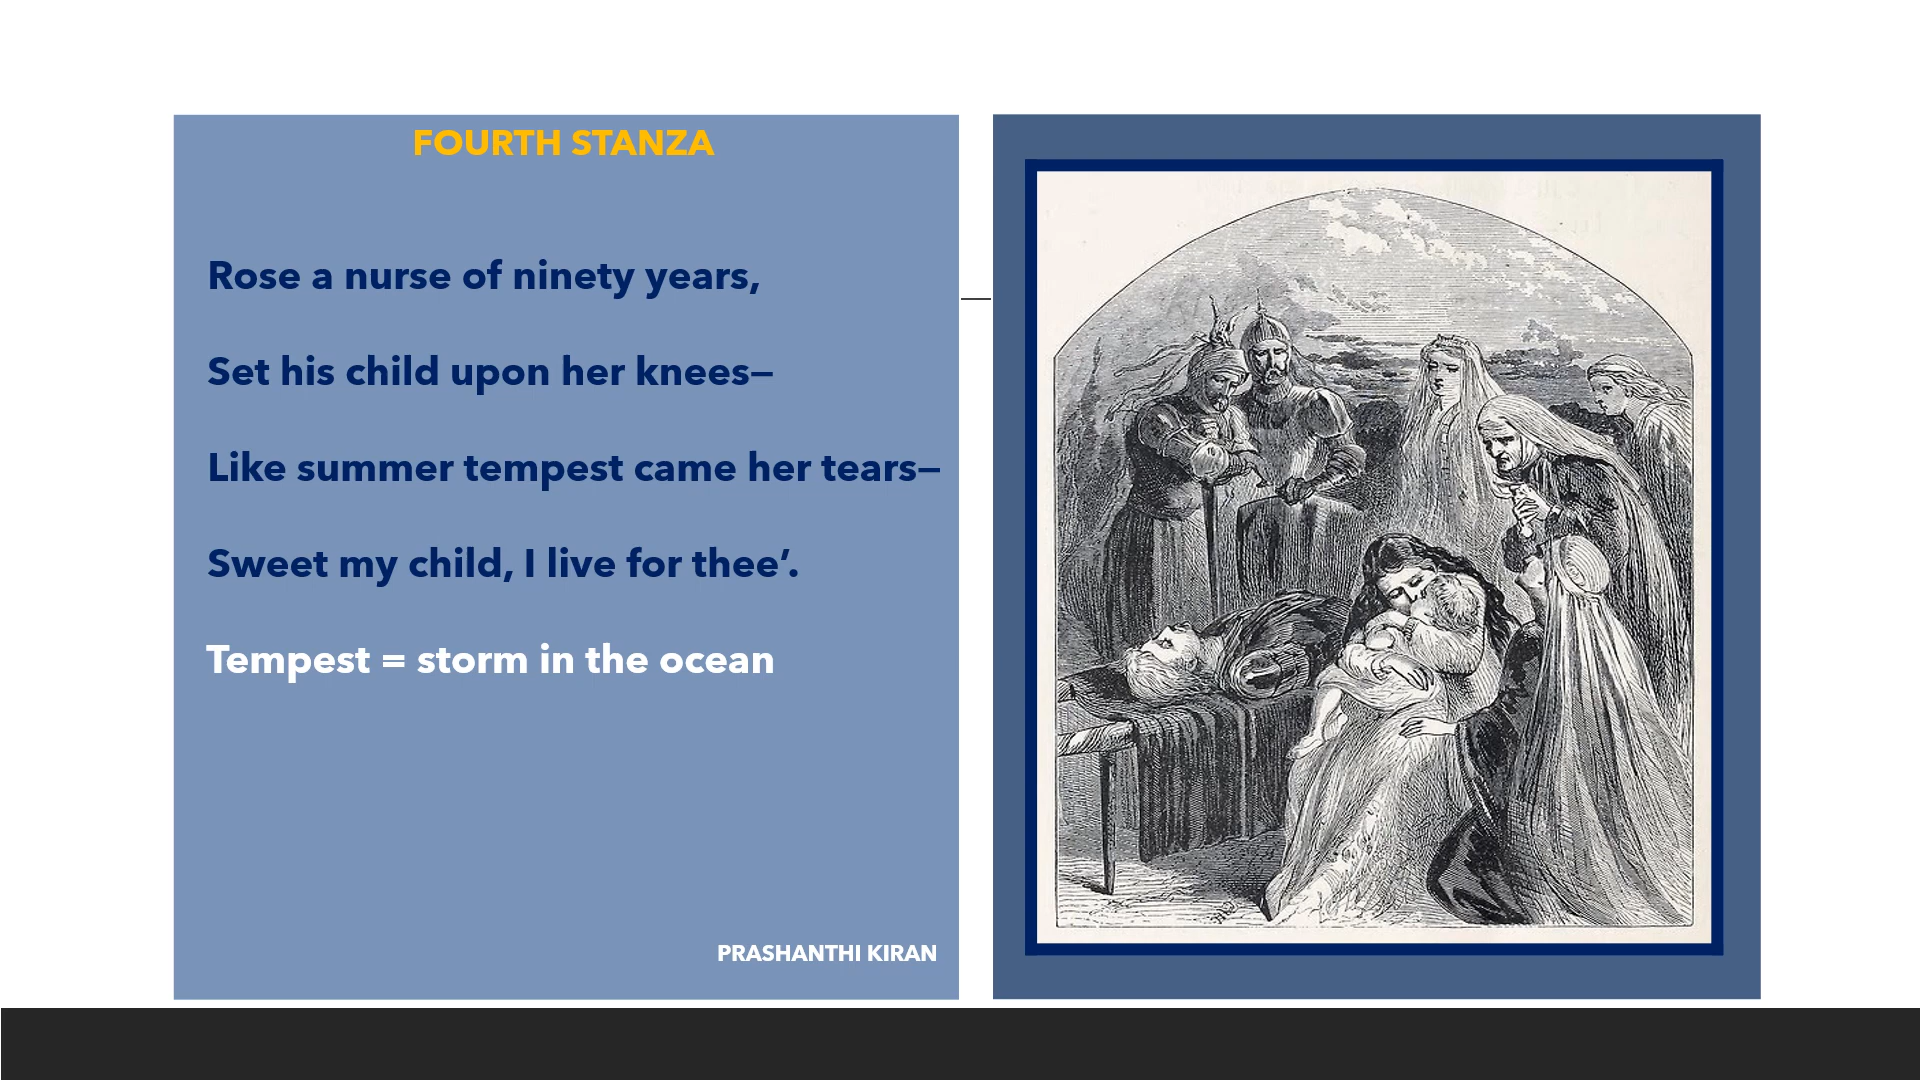 FOURTH STANZA
Rose a nurse of ninety years,
Set his child upon her knees—
Like summer tempest came her tears—
Sweet my child, I live for thee’.
Tempest = storm in the ocean
PRASHANTHI KIRAN